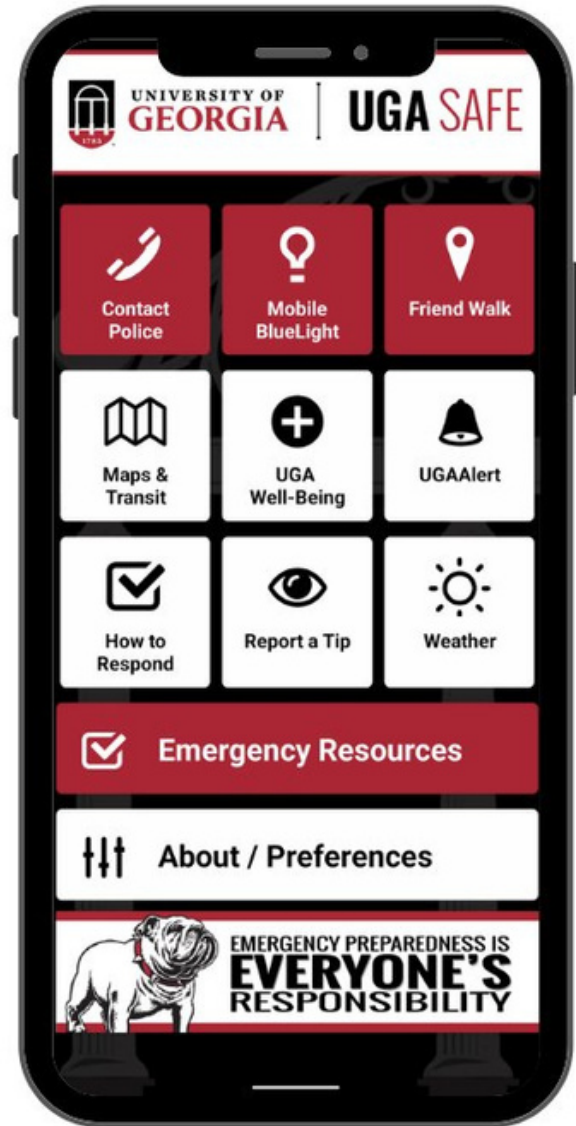 UNIVERSITY OF
GEORGIA
1785
UGA SAFE
Contact
Police
Mobile
BlueLight
Friend Walk
Maps &
Transit
UGA
Well-Being
UGAAlert
How to
Respond
Report a Tip
Weather
Emergency Resources
About / Preferences
EMERGENCY PREPAREDNESS IS
EVERYONE'S
RESPONSIBILITY